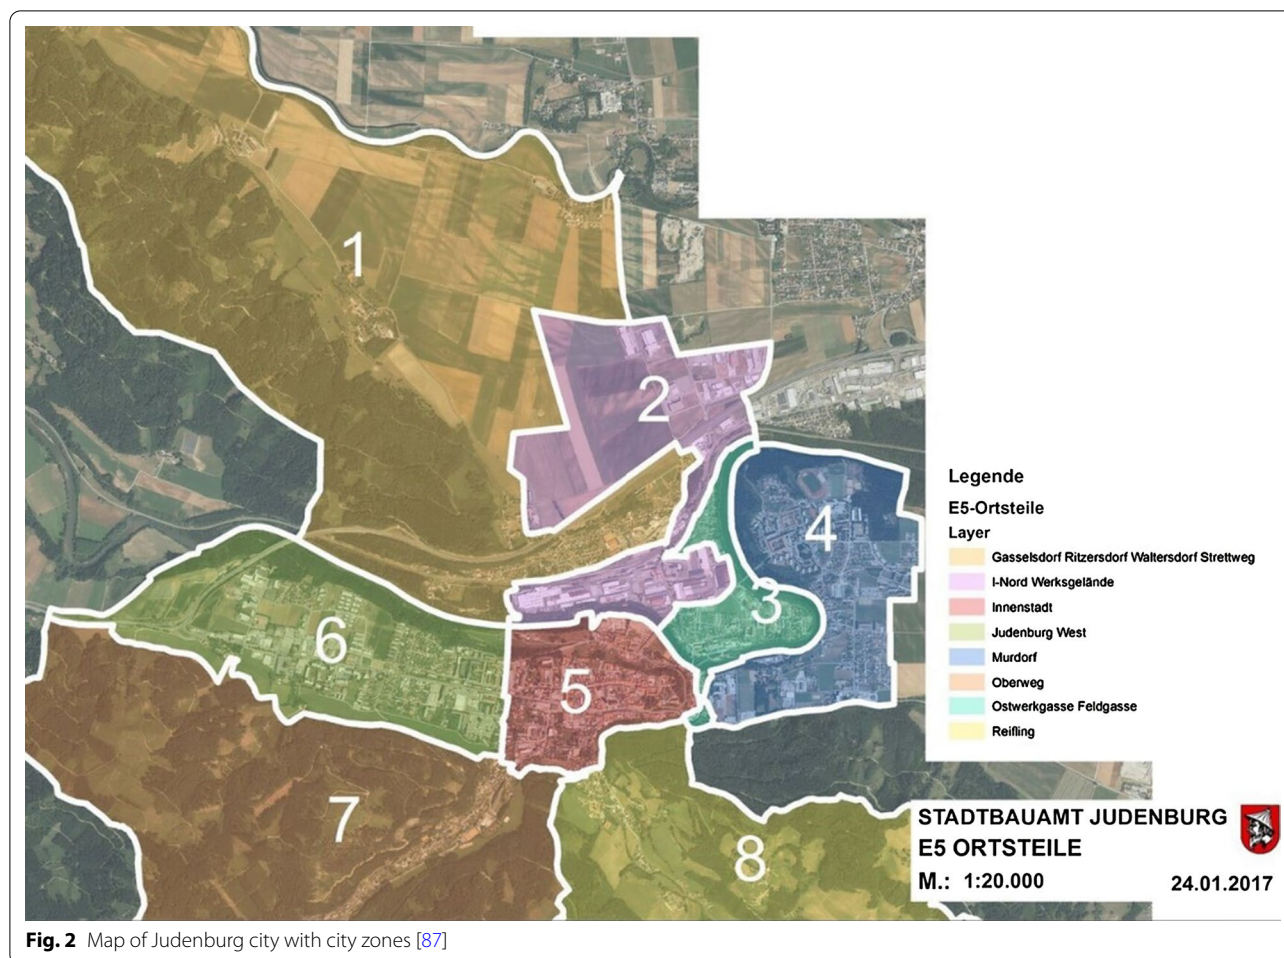 1
2
4
3
6
5
7
8
Legende
E5-Ortsteile
Layer
Gasselsdorf Ritzersdorf Waltersdorf Strettweg
I-Nord Werksgelände
Innenstadt
Judenburg West
Murdorf
Oberweg
Ostwerkgasse Feldgasse
Reifling
STADTBAUAMT JUDENBURG
E5 ORTSTEILE
M.: 1:20.000 24.01.2017
Fig. 2 Map of Judenburg city with city zones [87]